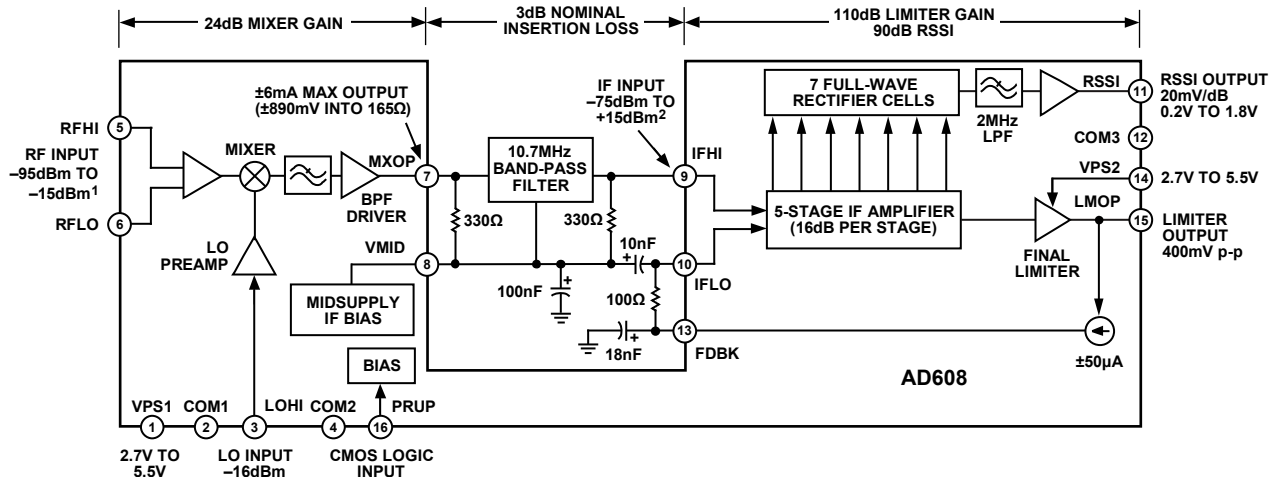 24dB MIXER GAIN
3dB NOMINAL
INSERTION LOSS
110dB LIMITER GAIN
90dB RSSI
±6mA MAX OUTPUT
(±890mV INTO 165Ω)
IF INPUT
–75dBm TO
+15dBm2
7 FULL-WAVE
RECTIFIER CELLS
2MHz
LPF
RSSI
11
RSSI OUTPUT
20mV/dB
0.2V TO 1.8V
COM3
12
RFHI
5
RF INPUT
–95dBm TO
–15dBm1
RFLO
6
MIXER
LO
PREAMP
BPF
DRIVER
MXOP
7
10.7MHz
BAND-PASS
FILTER
330Ω
330Ω
IFHI
9
5-STAGE IF AMPLIFIER
(16dB PER STAGE)
VPS2
14
2.7V TO 5.5V
LMOP
15
LIMITER
OUTPUT
400mV p-p
FINAL
LIMITER
VMID
8
MIDSUPPLY
IF BIAS
10nF
+
10
IFLO
100nF
+
100Ω
18nF
+
13
FDBK
±50µA
AD608
BIAS
VPS1
COM1
LOHI
COM2
PRUP
1
2
3
4
16
2.7V TO
5.5V
LO INPUT
–16dBm
CMOS LOGIC
INPUT